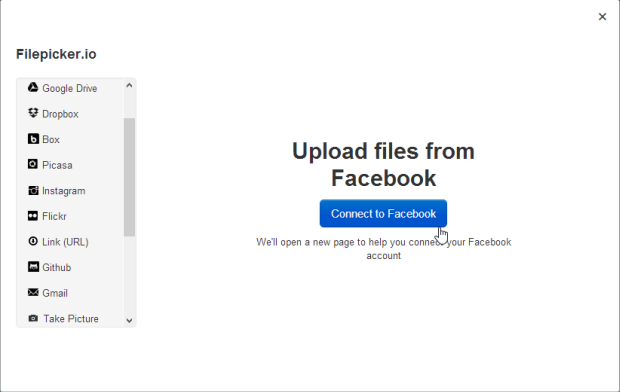 Filepicker.io
Google Drive
Dropbox
Box
Picasa
Instagram
Flickr
Link (URL)
Github
Gmail
Take Picture
Upload files from
Facebook
Connect to Facebook
We'll open a new page to help you connect your Facebook
account